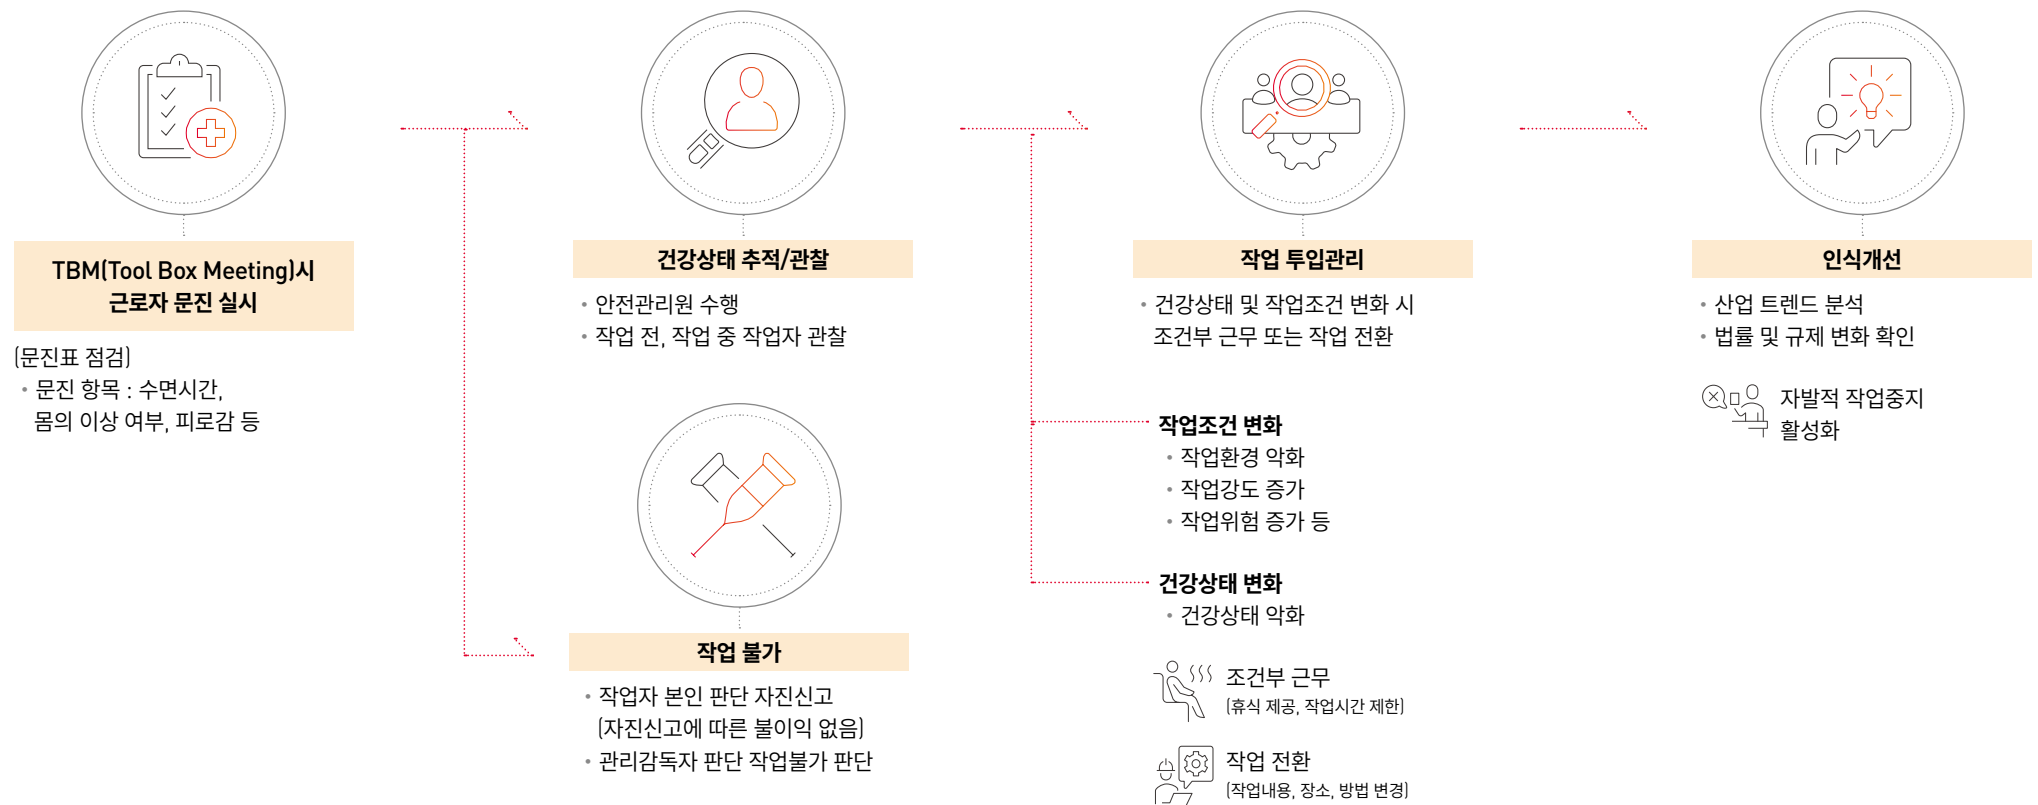 TBM(Tool Box Meeting)시
근로자 문진 실시
(문진표 점검)
• 문진 항목 : 수면시간,
몸의 이상 여부, 피로감 등
건강상태 추적/관찰
• 안전관리원 수행
• 작업 전, 작업 중 작업자 관찰
작업 불가
• 작업자 본인 판단 자진신고
(자진신고에 따른 불이익 없음)
• 관리감독자 판단 작업불가 판단
작업 투입관리
• 건강상태 및 작업조건 변화 시
조건부 근무 또는 작업 전환
작업조건 변화
• 작업환경 악화
• 작업강도 증가
• 작업위험 증가 등
건강상태 변화
• 건강상태 악화
조건부 근무
(휴식 제공, 작업시간 제한)
작업 전환
(작업내용, 장소, 방법 변경)
인식개선
• 산업 트렌드 분석
• 법률 및 규제 변화 확인
자발적 작업중지
활성화